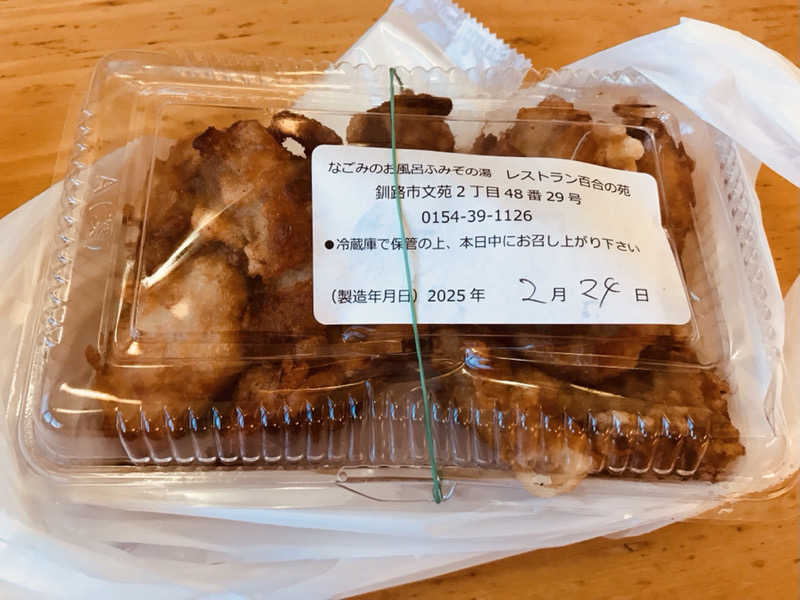 なごみのお風呂ふみぞの湯　レストラン百合の苑
釧路市文苑2丁目48番29号
0154-39-1126
●冷蔵庫で保管の上、本日中にお召し上がり下さい
(製造年月日) 2025年 2月 24日